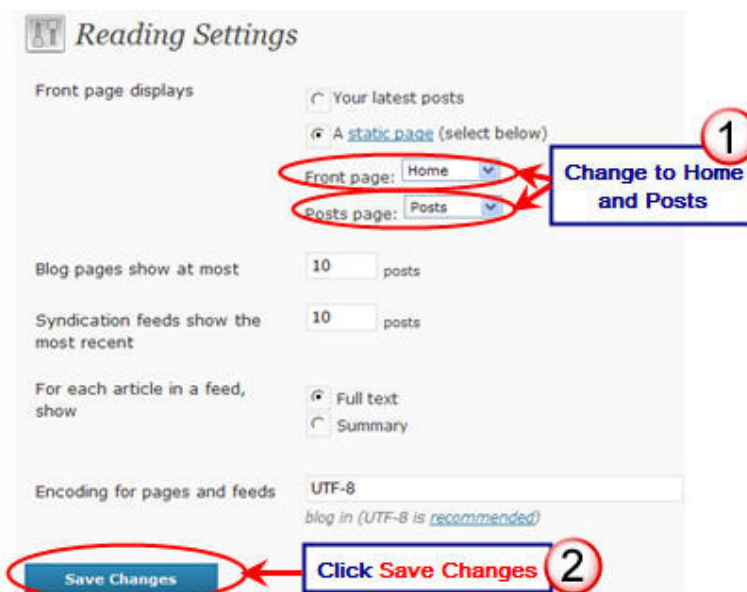 Reading Settings
Front page displays
Your latest posts
A static page (select below)
1
Front page: Home
Change to Home
and Posts
Posts page: Posts
Blog pages show at most
10 posts
Syndication feeds show the
most recent
10 posts
For each article in a feed,
show
Full text
Summary
Encoding for pages and feeds
UTF-8
blog in (UTF-8 is recommended)
Save Changes
Click Save Changes 2